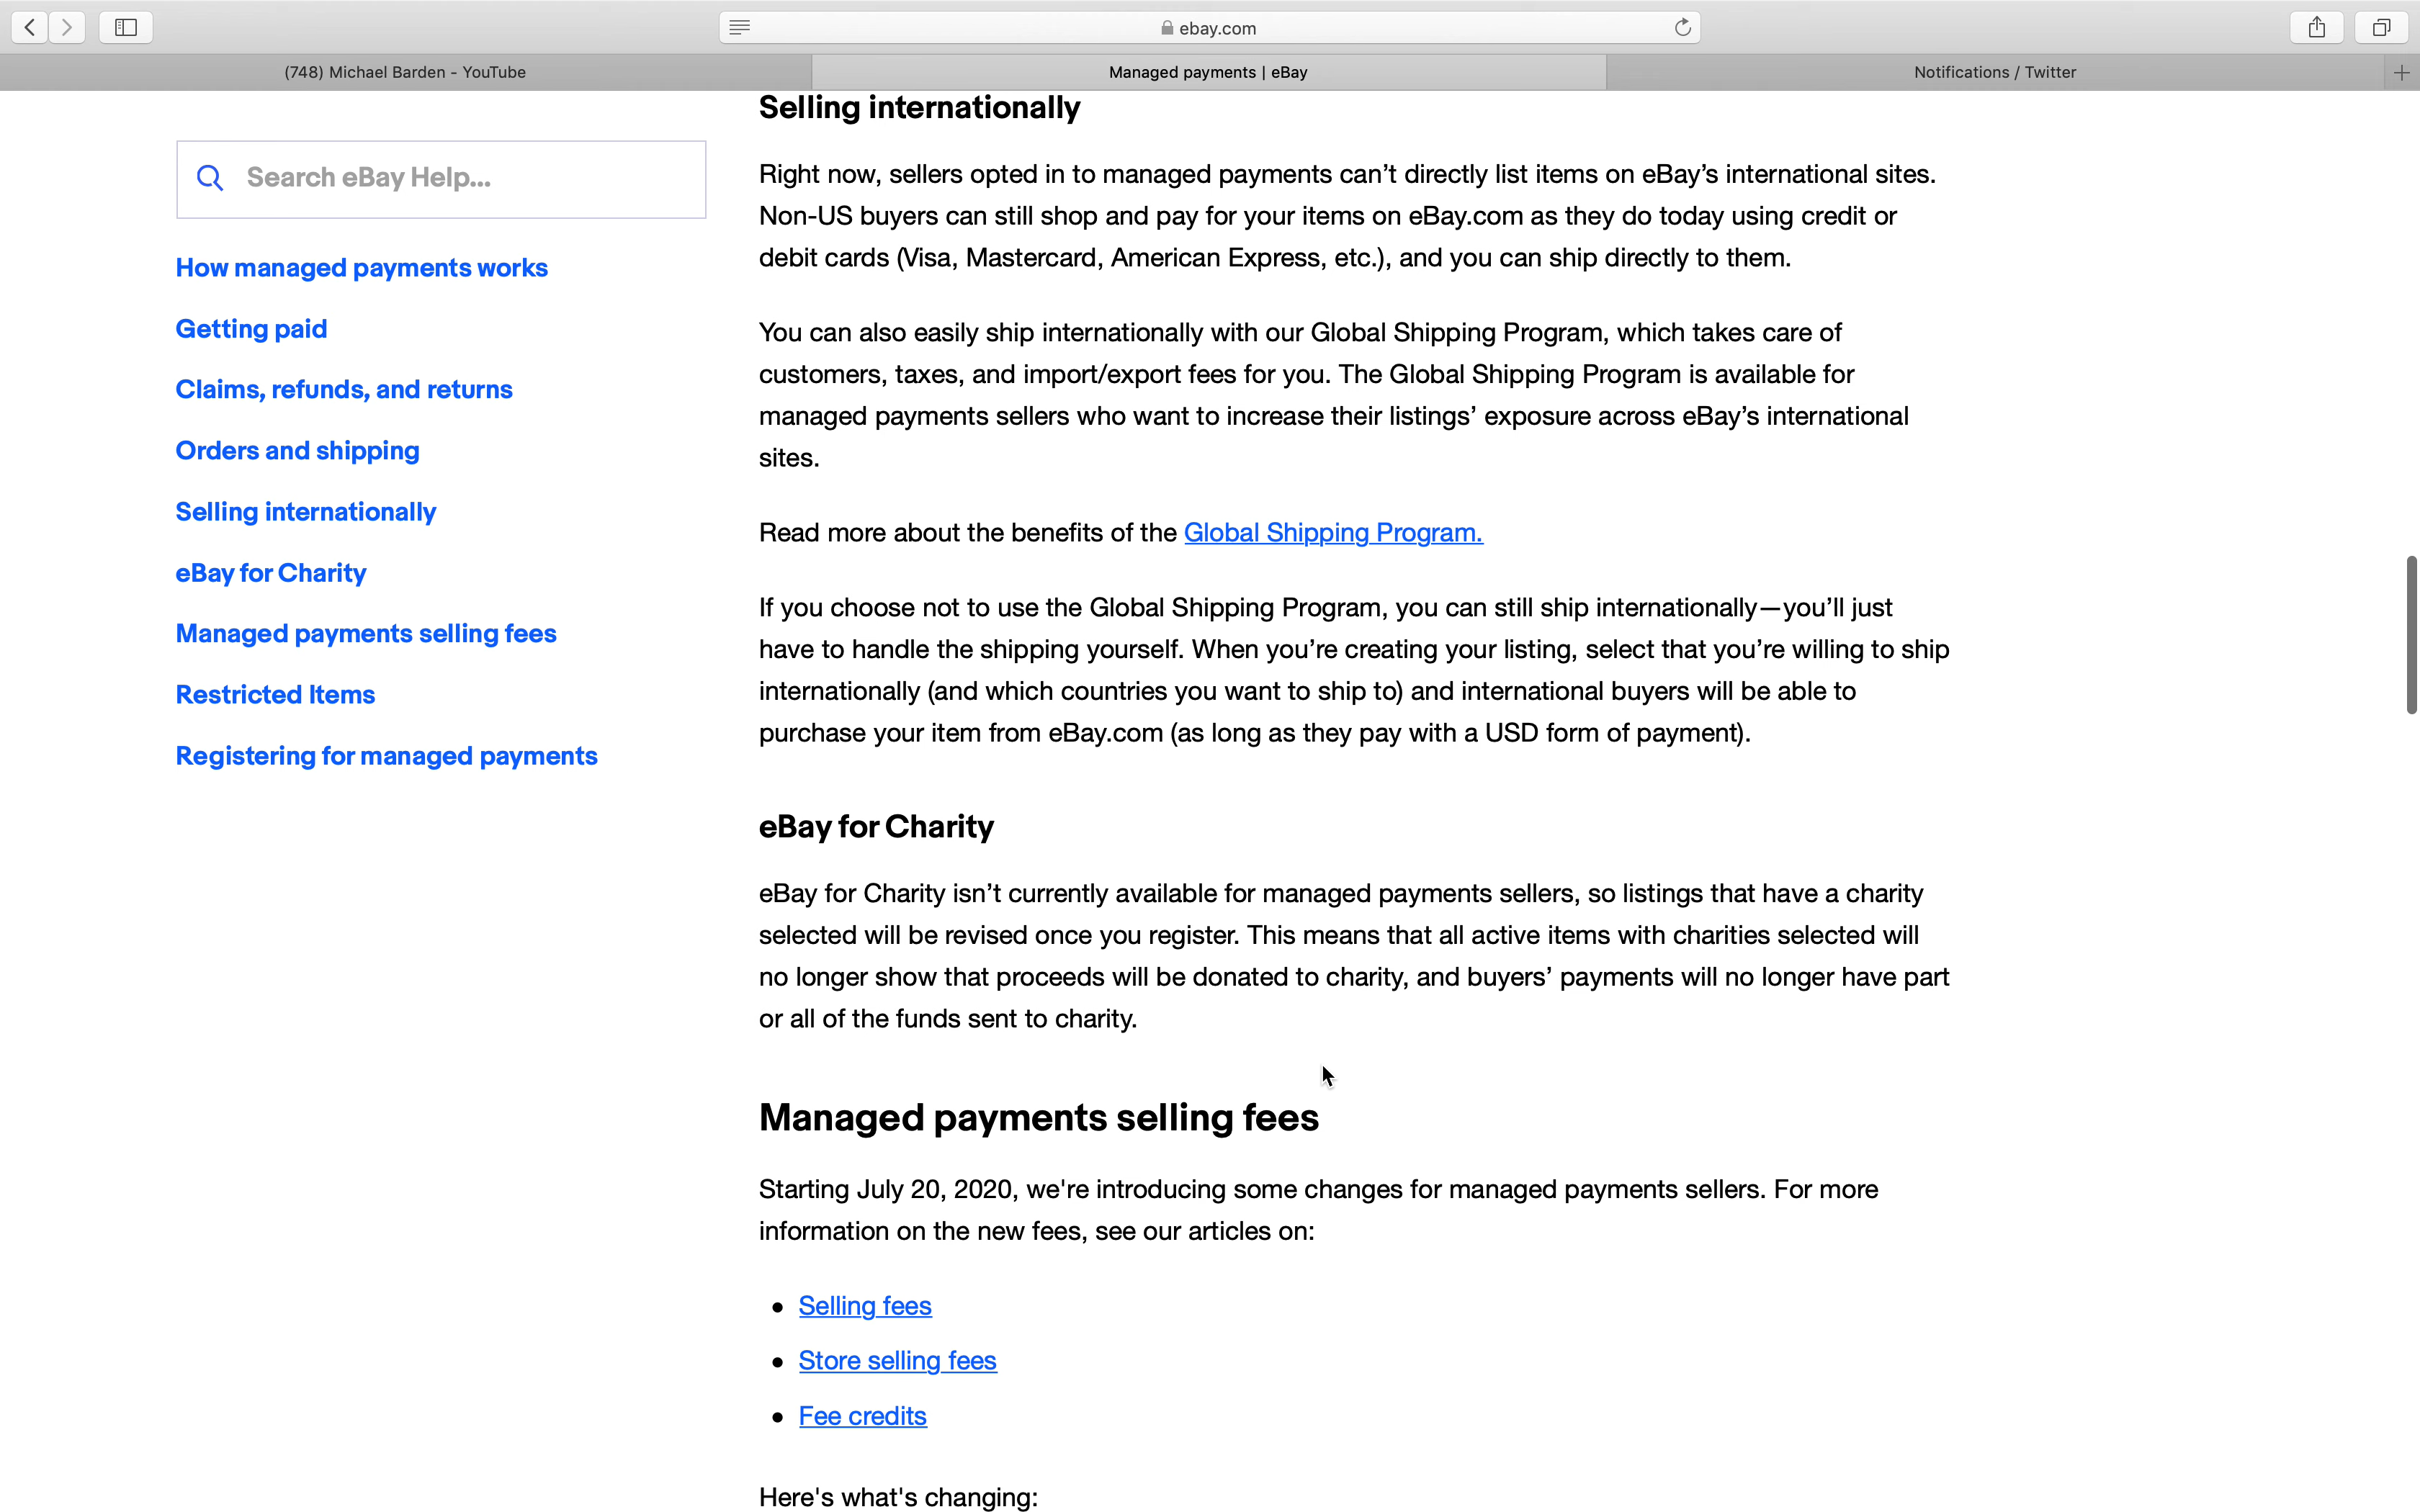 ebay.com
(748) Michael Barden - YouTube
Managed payments | eBay
Notifications / Twitter
Search eBay Help...
How managed payments works
Getting paid
Claims, refunds, and returns
Orders and shipping
Selling internationally
eBay for Charity
Managed payments selling fees
Restricted Items
Registering for managed payments
Selling internationally
Right now, sellers opted in to managed payments can’t directly list items on eBay’s international sites.
Non-US buyers can still shop and pay for your items on eBay.com as they do today using credit or
debit cards (Visa, Mastercard, American Express, etc.), and you can ship directly to them.
You can also easily ship internationally with our Global Shipping Program, which takes care of
customers, taxes, and import/export fees for you. The Global Shipping Program is available for
managed payments sellers who want to increase their listings’ exposure across eBay’s international
sites.
Read more about the benefits of the Global Shipping Program.
If you choose not to use the Global Shipping Program, you can still ship internationally—you’ll just
have to handle the shipping yourself. When you’re creating your listing, select that you’re willing to ship
internationally (and which countries you want to ship to) and international buyers will be able to
purchase your item from eBay.com (as long as they pay with a USD form of payment).
eBay for Charity
eBay for Charity isn’t currently available for managed payments sellers, so listings that have a charity
selected will be revised once you register. This means that all active items with charities selected will
no longer show that proceeds will be donated to charity, and buyers’ payments will no longer have part
or all of the funds sent to charity.
Managed payments selling fees
Starting July 20, 2020, we're introducing some changes for managed payments sellers. For more
information on the new fees, see our articles on:
• Selling fees
• Store selling fees
• Fee credits
Here's what's changing: